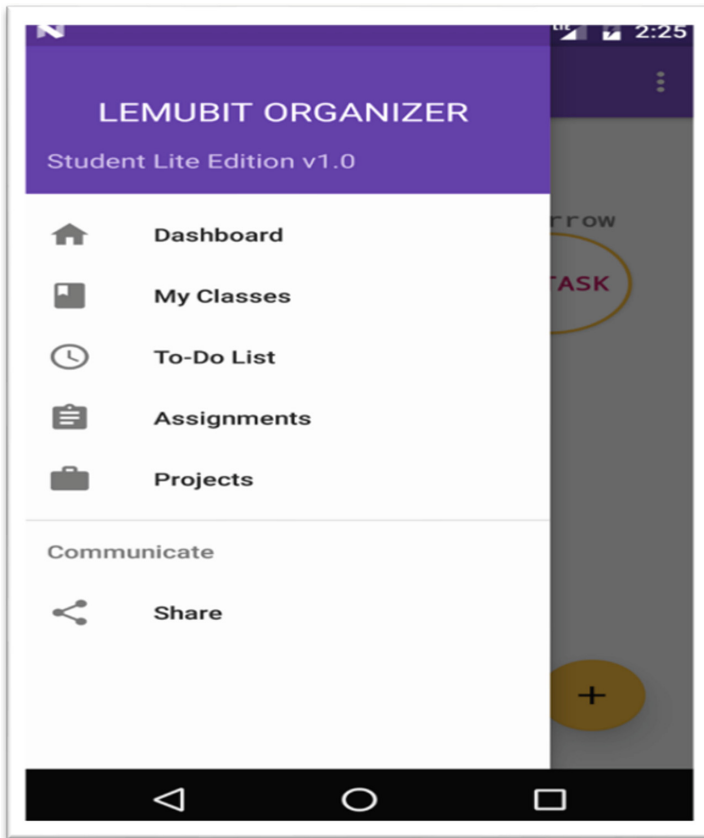 2:25
LEMUBIT ORGANIZER
Student Lite Edition v1.0
Dashboard
My Classes
To-Do List
Assignments
Projects
Communicate
Share
rrow
TASK